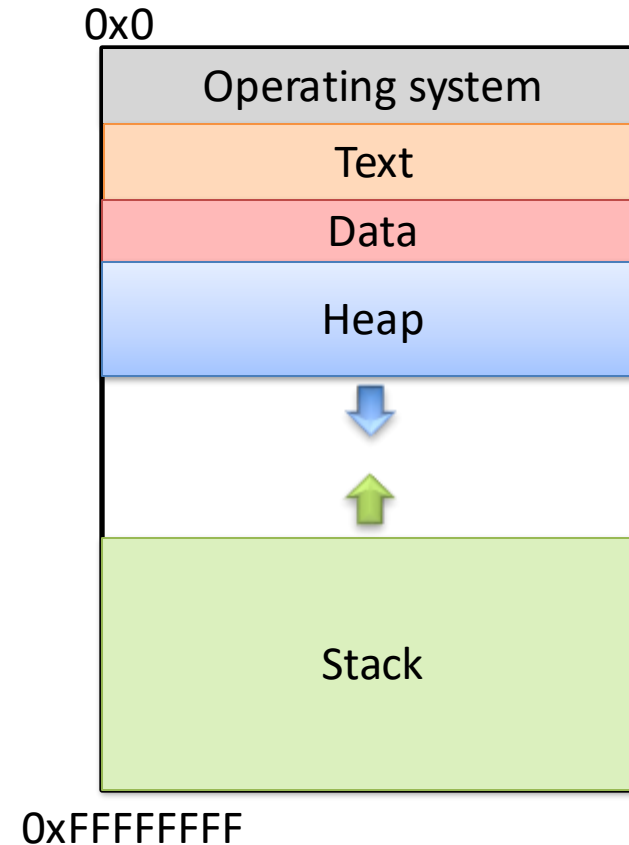 0x0
Operating system
Text
Data
Heap
Stack
0xFFFFFFFF